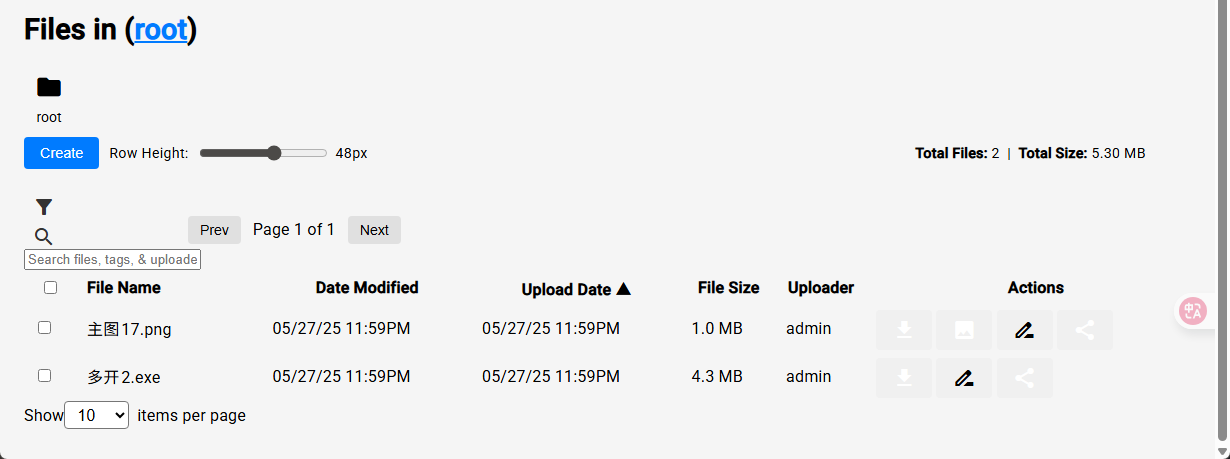 Files in (root)
root
Create Row Height: 48px Total Files: 2 | Total Size: 5.30 MB
Prev Page 1 of 1 Next
Search files, tags, & uploade
File Name Date Modified Upload Date ▲ File Size Uploader Actions
主图17.png 05/27/25 11:59PM 05/27/25 11:59PM 1.0 MB admin
多开2.exe 05/27/25 11:59PM 05/27/25 11:59PM 4.3 MB admin
Show 10 items per page
中A